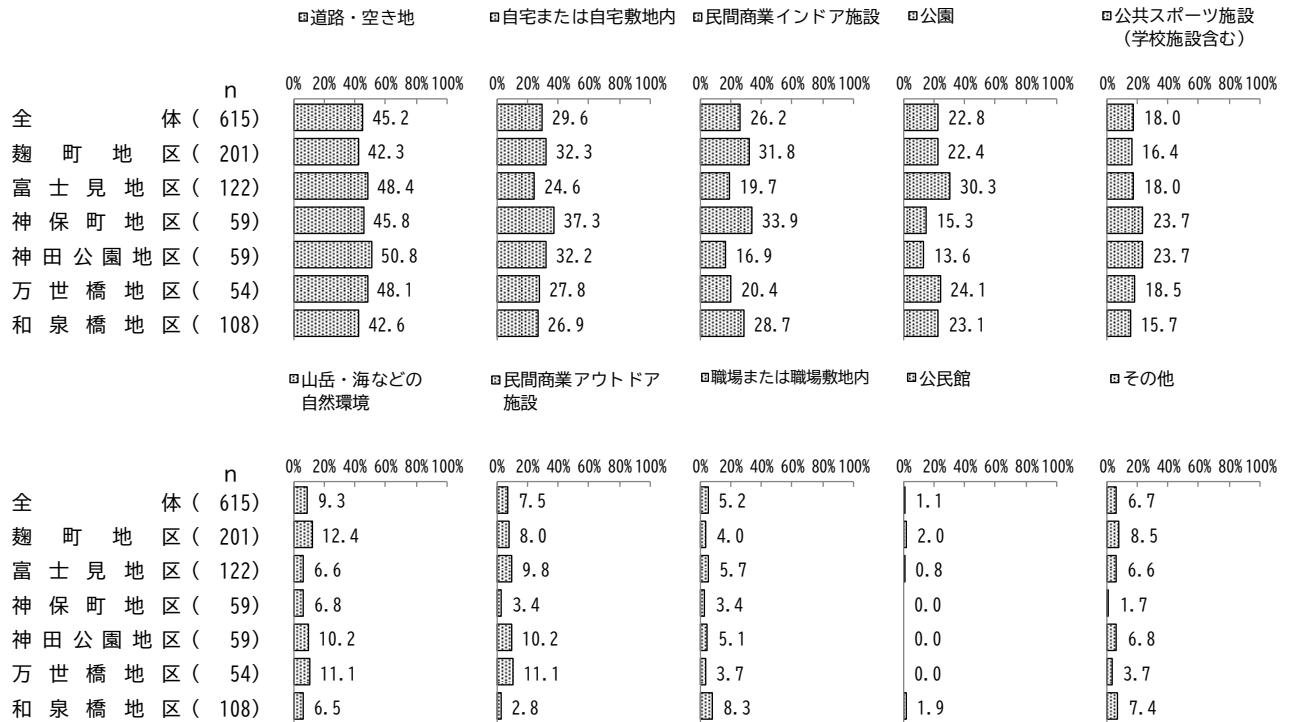 道路・空き地 自宅または自宅敷地内 民間商業インドア施設 公園 公共スポーツ施設
（学校施設含む）
0% 20% 40% 60% 80% 100% 0% 20% 40% 60% 80% 100% 0% 20% 40% 60% 80% 100% 0% 20% 40% 60% 80% 100% 0% 20% 40% 60% 80% 100%
n
全体 ( 615) 45.2 29.6 26.2 22.8 18.0
麹町地区 ( 201) 42.3 32.3 31.8 22.4 16.4
富士見地区 ( 122) 48.4 24.6 19.7 30.3 18.0
神保町地区 ( 59) 45.8 37.3 33.9 15.3 23.7
神田公園地区 ( 59) 50.8 32.2 16.9 13.6 23.7
万世橋地区 ( 54) 48.1 27.8 20.4 24.1 18.5
和泉橋地区 ( 108) 42.6 26.9 28.7 23.1 15.7
山岳・海などの 民間商業アウトドア 職場または職場敷地内 公民館 その他
自然環境 施設
0% 20% 40% 60% 80% 100% 0% 20% 40% 60% 80% 100% 0% 20% 40% 60% 80% 100% 0% 20% 40% 60% 80% 100% 0% 20% 40% 60% 80% 100%
n
全体 ( 615) 9.3 7.5 5.2 1.1 6.7
麹町地区 ( 201) 12.4 8.0 4.0 2.0 8.5
富士見地区 ( 122) 6.6 9.8 5.7 0.8 6.6
神保町地区 ( 59) 6.8 3.4 3.4 0.0 1.7
神田公園地区 ( 59) 10.2 10.2 5.1 0.0 6.8
万世橋地区 ( 54) 11.1 11.1 3.7 0.0 3.7
和泉橋地区 ( 108) 6.5 2.8 8.3 1.9 7.4